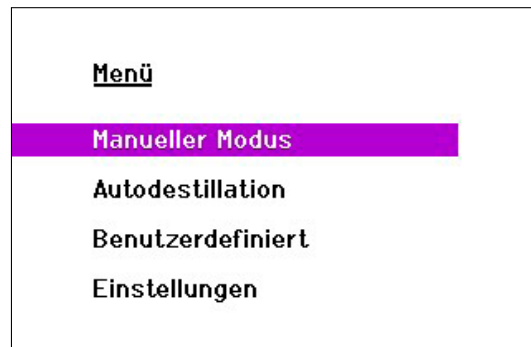 Menü
Manueller Modus
Autodestillation
Benutzerdefiniert
Einstellungen